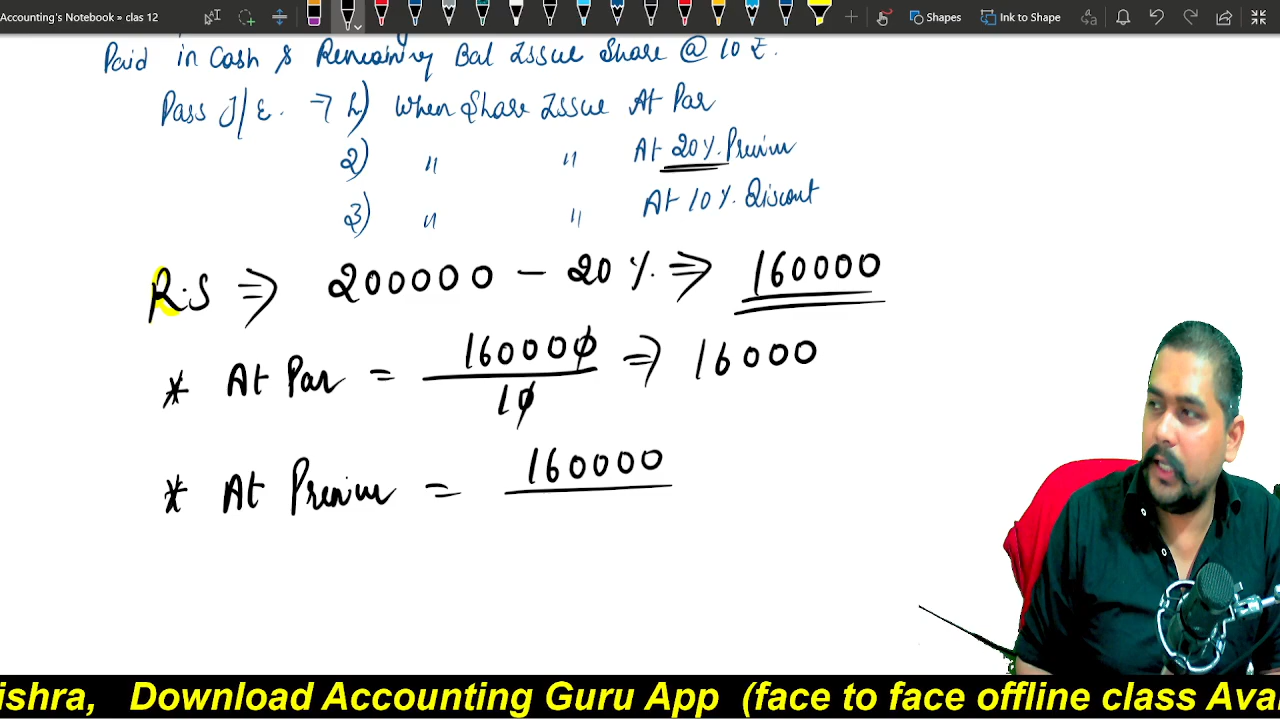 Accounting's Notebook » clas 12
Shapes
Ink to Shape
Paid in Cash & Remaining Bal Issue Share @ 10 ₹.
Pass J/E. → 1) When Share Issue At Par
2) " " At 20%. Premium
3) " " At 10%. Discount
R.S ⇒ 200000 - 20% ⇒ 160000
* At Par = 160000 / 10 ⇒ 16000
* At Premium = 160000
ishra, Download Accounting Guru App (face to face offline class Ava